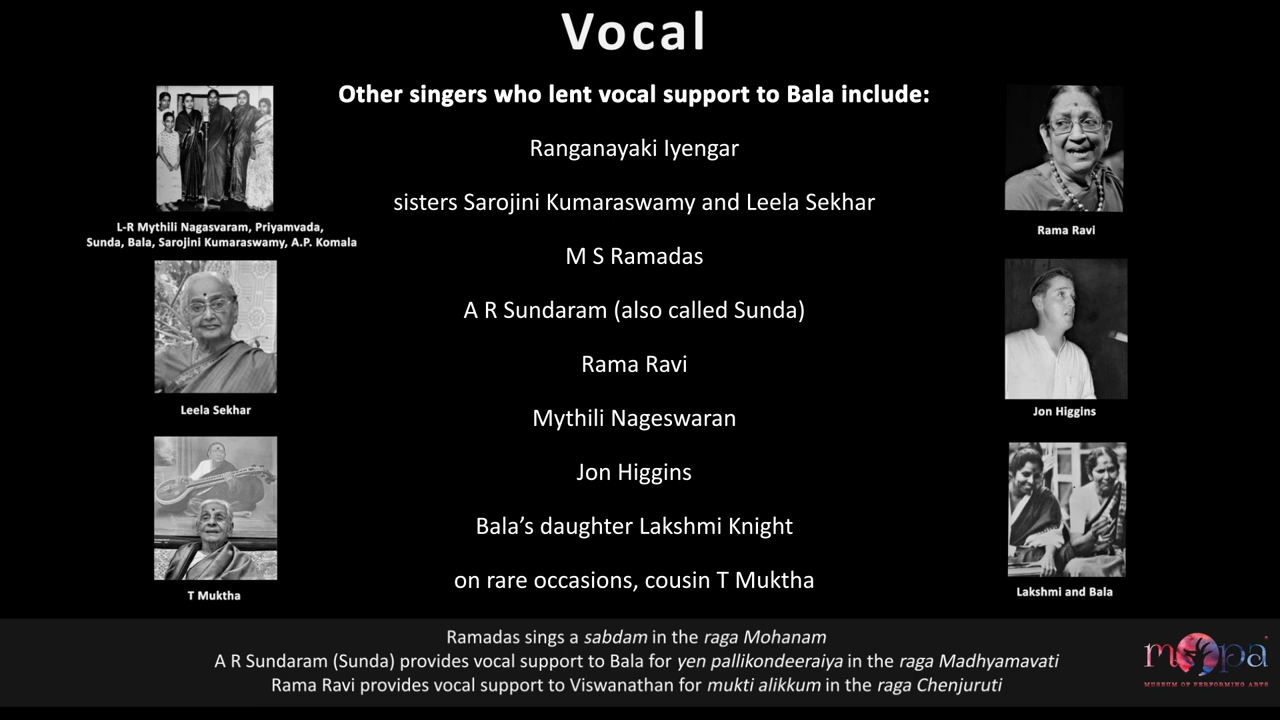 Vocal
Other singers who lent vocal support to Bala include:
Ranganayaki Iyengar
sisters Sarojini Kumaraswamy and Leela Sekhar
M S Ramadas
A R Sundaram (also called Sunda)
Rama Ravi
Mythili Nageswaran
Jon Higgins
Bala’s daughter Lakshmi Knight
on rare occasions, cousin T Muktha
L-R Mythili Nagasvaram, Priyamvada,
Sunda, Bala, Sarojini Kumaraswamy, A.P. Komala
Leela Sekhar
T Muktha
Rama Ravi
Jon Higgins
Lakshmi and Bala
Ramadas sings a sabdam in the raga Mohanam
A R Sundaram (Sunda) provides vocal support to Bala for yen pallikondeeraiya in the raga Madhyamavati
Rama Ravi provides vocal support to Viswanathan for mukti alikkum in the raga Chenjuruti
mopa
MUSEUM OF PERFORMING ARTS